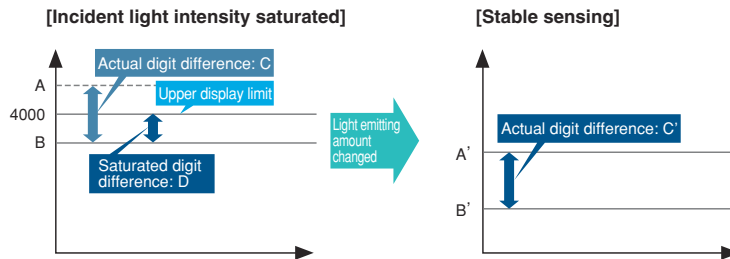 [Incident light intensity saturated]
A
4000
B
Actual digit difference: C
Upper display limit
Saturated digit
difference: D
Light emitting
amount
changed
[Stable sensing]
Actual digit difference: C’
A’
B’